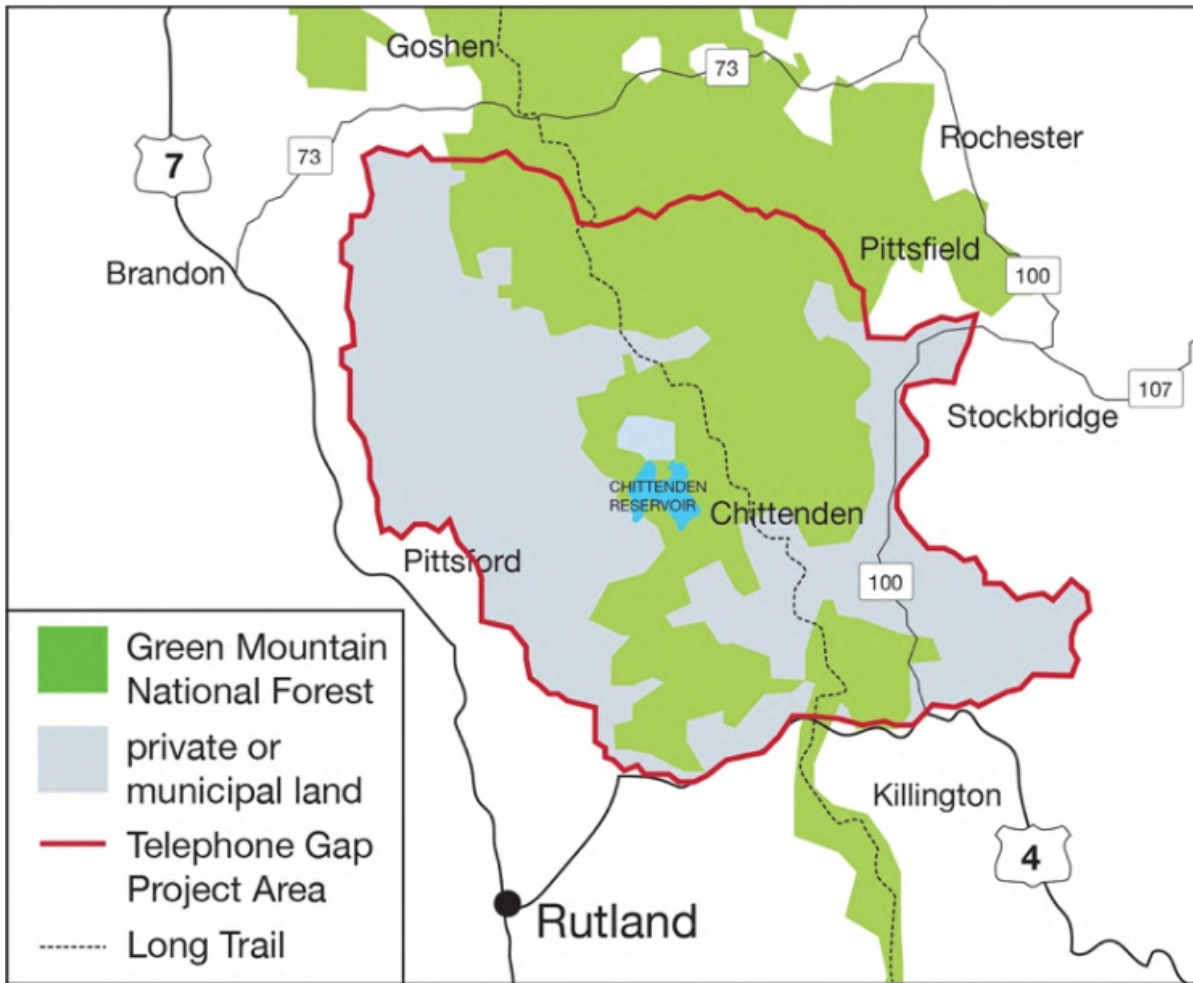 Goshen
73
Rochester
7
73
Pittsfield
Brandon
100
107
Stockbridge
CHITTENDEN
RESERVOIR
Chittenden
Pittsford
100
Green Mountain
National Forest
private or
municipal land
Killington
Telephone Gap
Project Area
4
Rutland
Long Trail